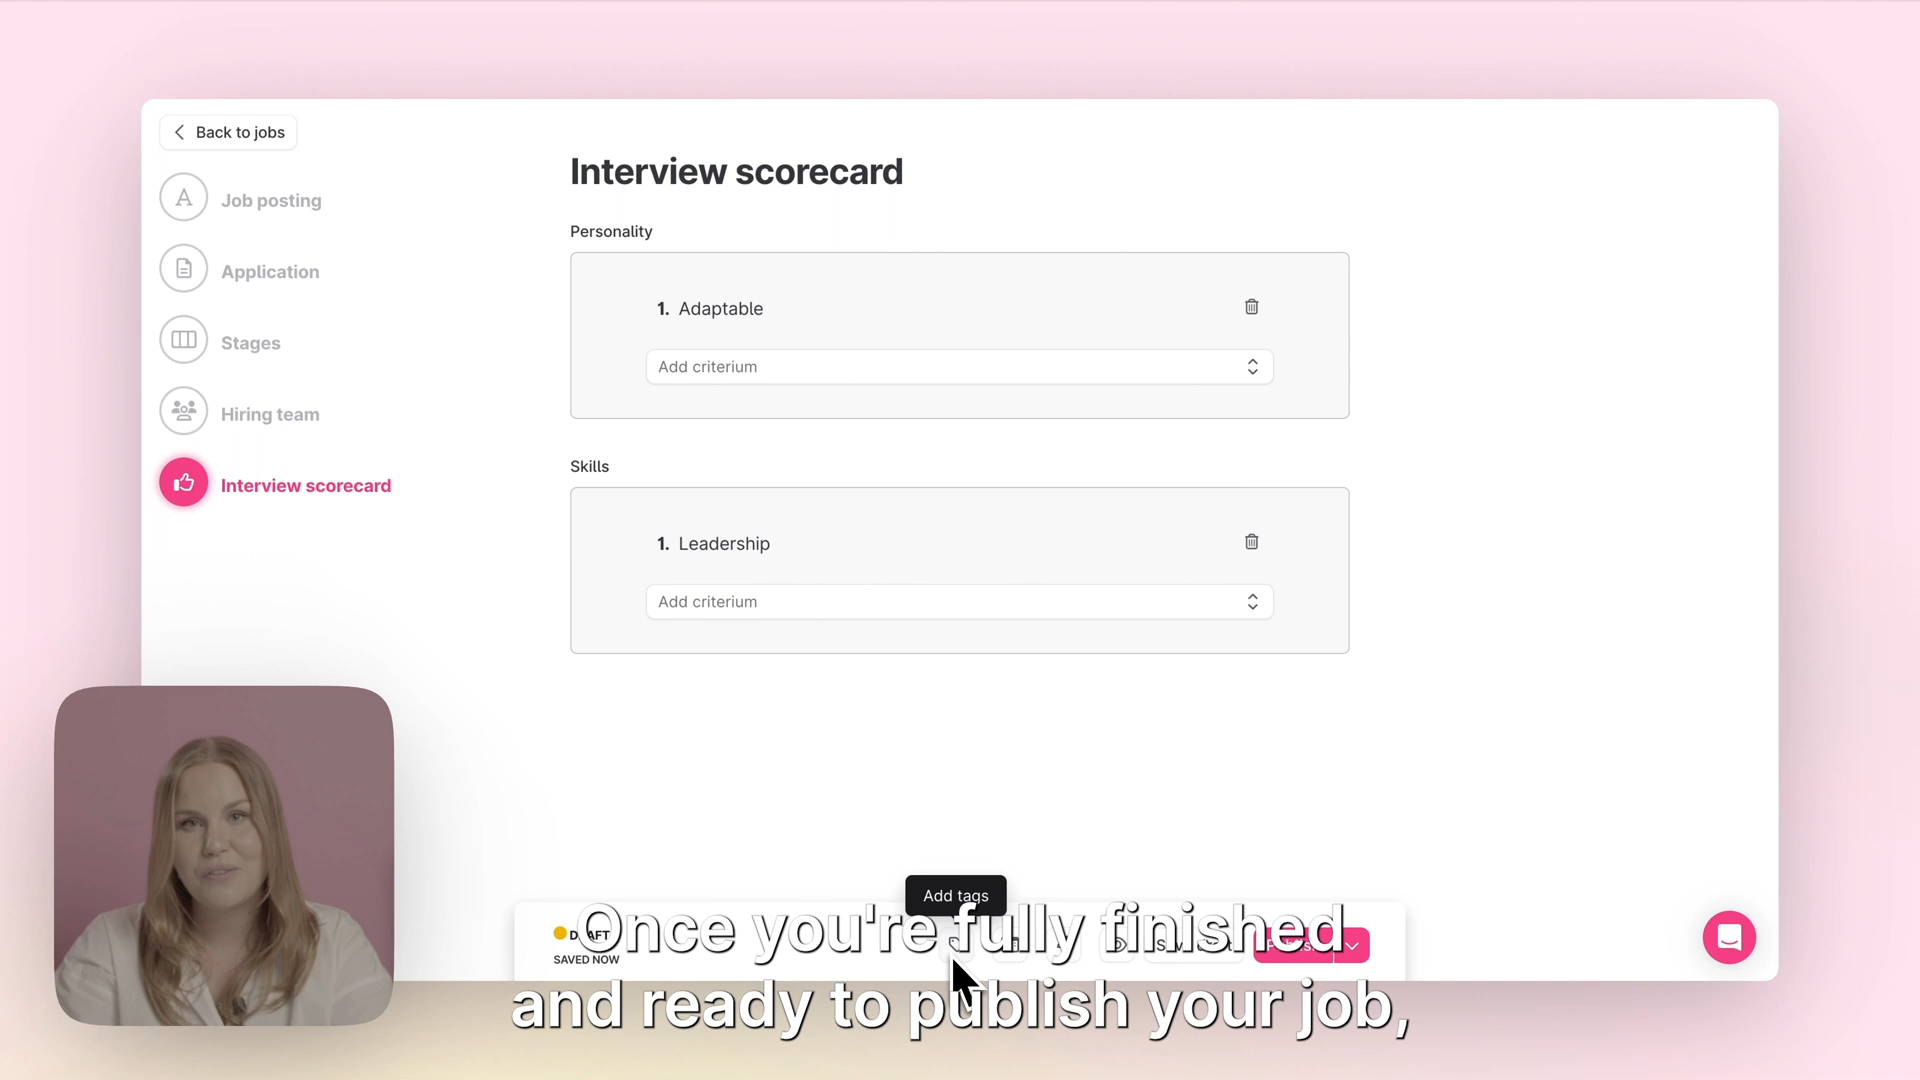 Back to jobs
Job posting
Application
Stages
Hiring team
Interview scorecard
Interview scorecard
Personality
1. Adaptable
Add criterium
Skills
1. Leadership
Add criterium
Add tags
DRAFT
SAVED NOW
Once you're fully finished
and ready to publish your job,